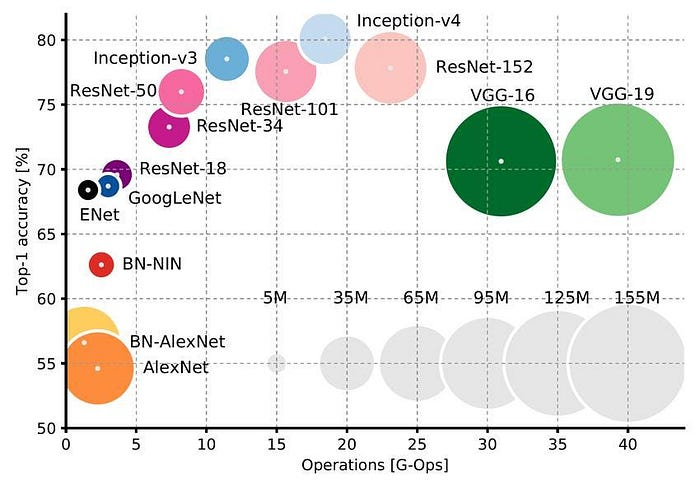 Inception-v4
80
Inception-v3
ResNet-152
ResNet-50
VGG-16
VGG-19
75
ResNet-101
ResNet-34
70
ResNet-18
GoogLeNet
ENet
Top-1 accuracy [%]
65
BN-NIN
60
5M 35M 65M 95M 125M 155M
BN-AlexNet
55
AlexNet
50
0 5 10 15 20 25 30 35 40
Operations [G-Ops]